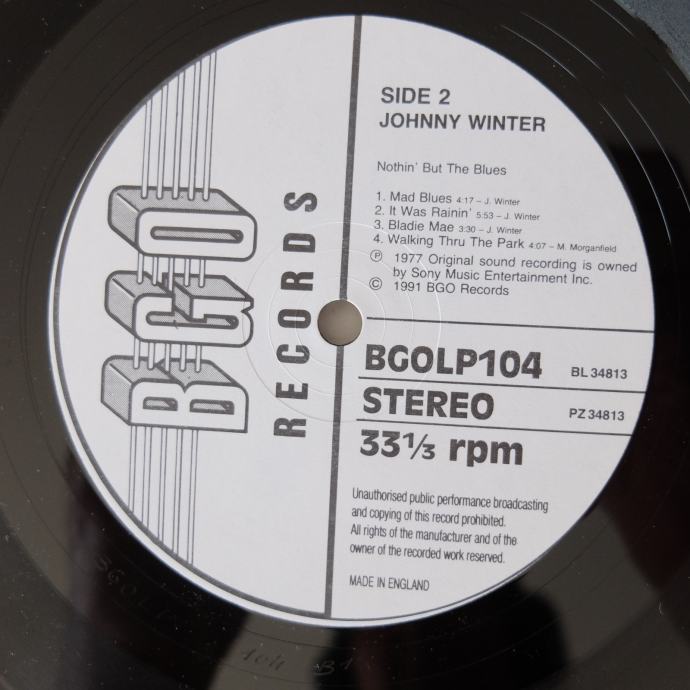 BGO
RECORDS
SIDE 2
JOHNNY WINTER
Nothin' But The Blues
1. Mad Blues 4:17 – J. Winter
2. It Was Rainin' 5:53 – J. Winter
3. Bladie Mae 3:30 – J. Winter
4. Walking Thru The Park 4:07 – M. Morganfield
Ⓟ 1977 Original sound recording is owned
by Sony Music Entertainment Inc.
© 1991 BGO Records
BGOLP104 BL 34813
STEREO PZ 34813
33⅓ rpm
Unauthorised public performance broadcasting
and copying of this record prohibited.
All rights of the manufacturer and of the
owner of the recorded work reserved.
MADE IN ENGLAND
BGOLP 104 B1